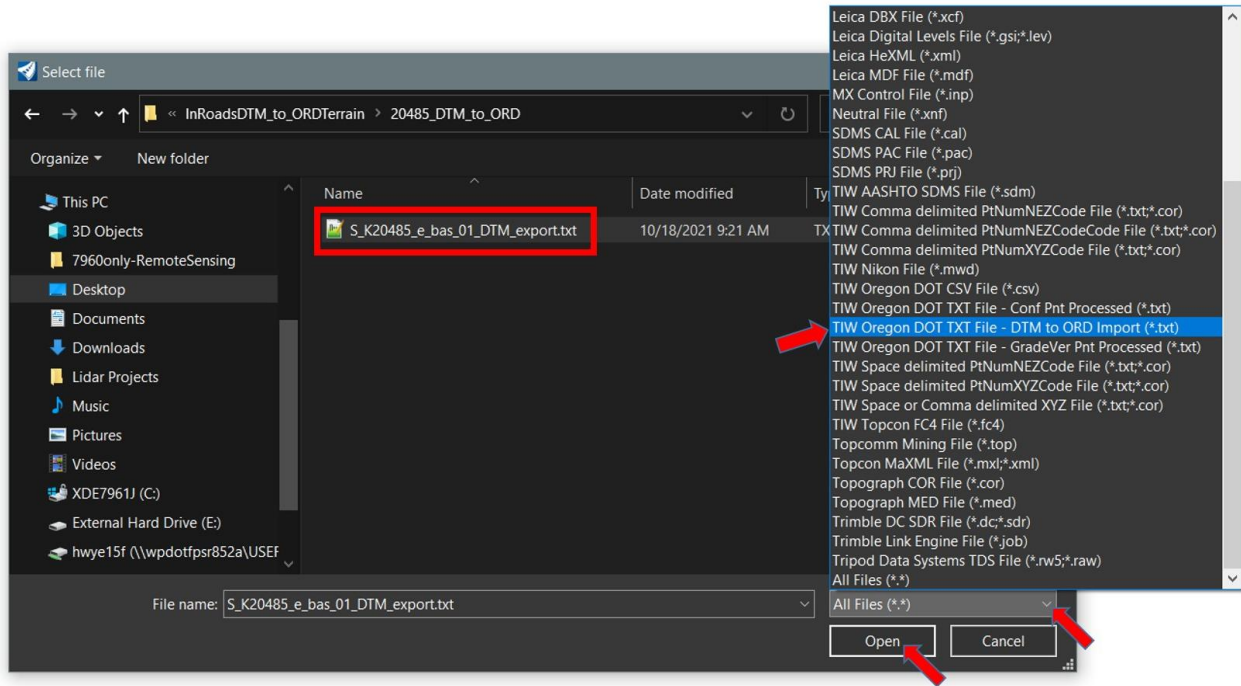 Select file
« InRoadsDTM_to_ORDTerrain > 20485_DTM_to_ORD
Organize New folder
This PC
3D Objects
7960only-RemoteSensing
Desktop
Documents
Downloads
Lidar Projects
Music
Pictures
Videos
XDE7961J (C:)
External Hard Drive (E:)
hwye15f (\\wpdotfpsr852a\USEF
Name Date modified Ty
S_K20485_e_bas_01_DTM_export.txt 10/18/2021 9:21 AM TX
Leica DBX File (*.xcf)
Leica Digital Levels File (*.gsi;*.lev)
Leica HeXML (*.xml)
Leica MDF File (*.mdf)
MX Control File (*.inp)
Neutral File (*.xnf)
SDMS CAL File (*.cal)
SDMS PAC File (*.pac)
SDMS PRJ File (*.prj)
TIW AASHTO SDMS File (*.sdm)
TIW Comma delimited PtNumNEZCode File (*.txt;*.cor)
TIW Comma delimited PtNumNEZCodeCode File (*.txt;*.cor)
TIW Comma delimited PtNumXYZCode File (*.txt;*.cor)
TIW Nikon File (*.mwd)
TIW Oregon DOT CSV File (*.csv)
TIW Oregon DOT TXT File - Conf Pnt Processed (*.txt)
TIW Oregon DOT TXT File - DTM to ORD Import (*.txt)
TIW Oregon DOT TXT File - GradeVer Pnt Processed (*.txt)
TIW Space delimited PtNumNEZCode File (*.txt;*.cor)
TIW Space delimited PtNumXYZCode File (*.txt;*.cor)
TIW Space or Comma delimited XYZ File (*.txt;*.cor)
TIW Topcon FC4 File (*.fc4)
Topcomm Mining File (*.top)
Topcon MaXML File (*.mxl;*.xml)
Topograph COR File (*.cor)
Topograph MED File (*.med)
Trimble DC SDR File (*.dc;*.sdr)
Trimble Link Engine File (*.job)
Tripod Data Systems TDS File (*.rw5;*.raw)
All Files (*.*)
File name: S_K20485_e_bas_01_DTM_export.txt All Files (*.*)
Open Cancel